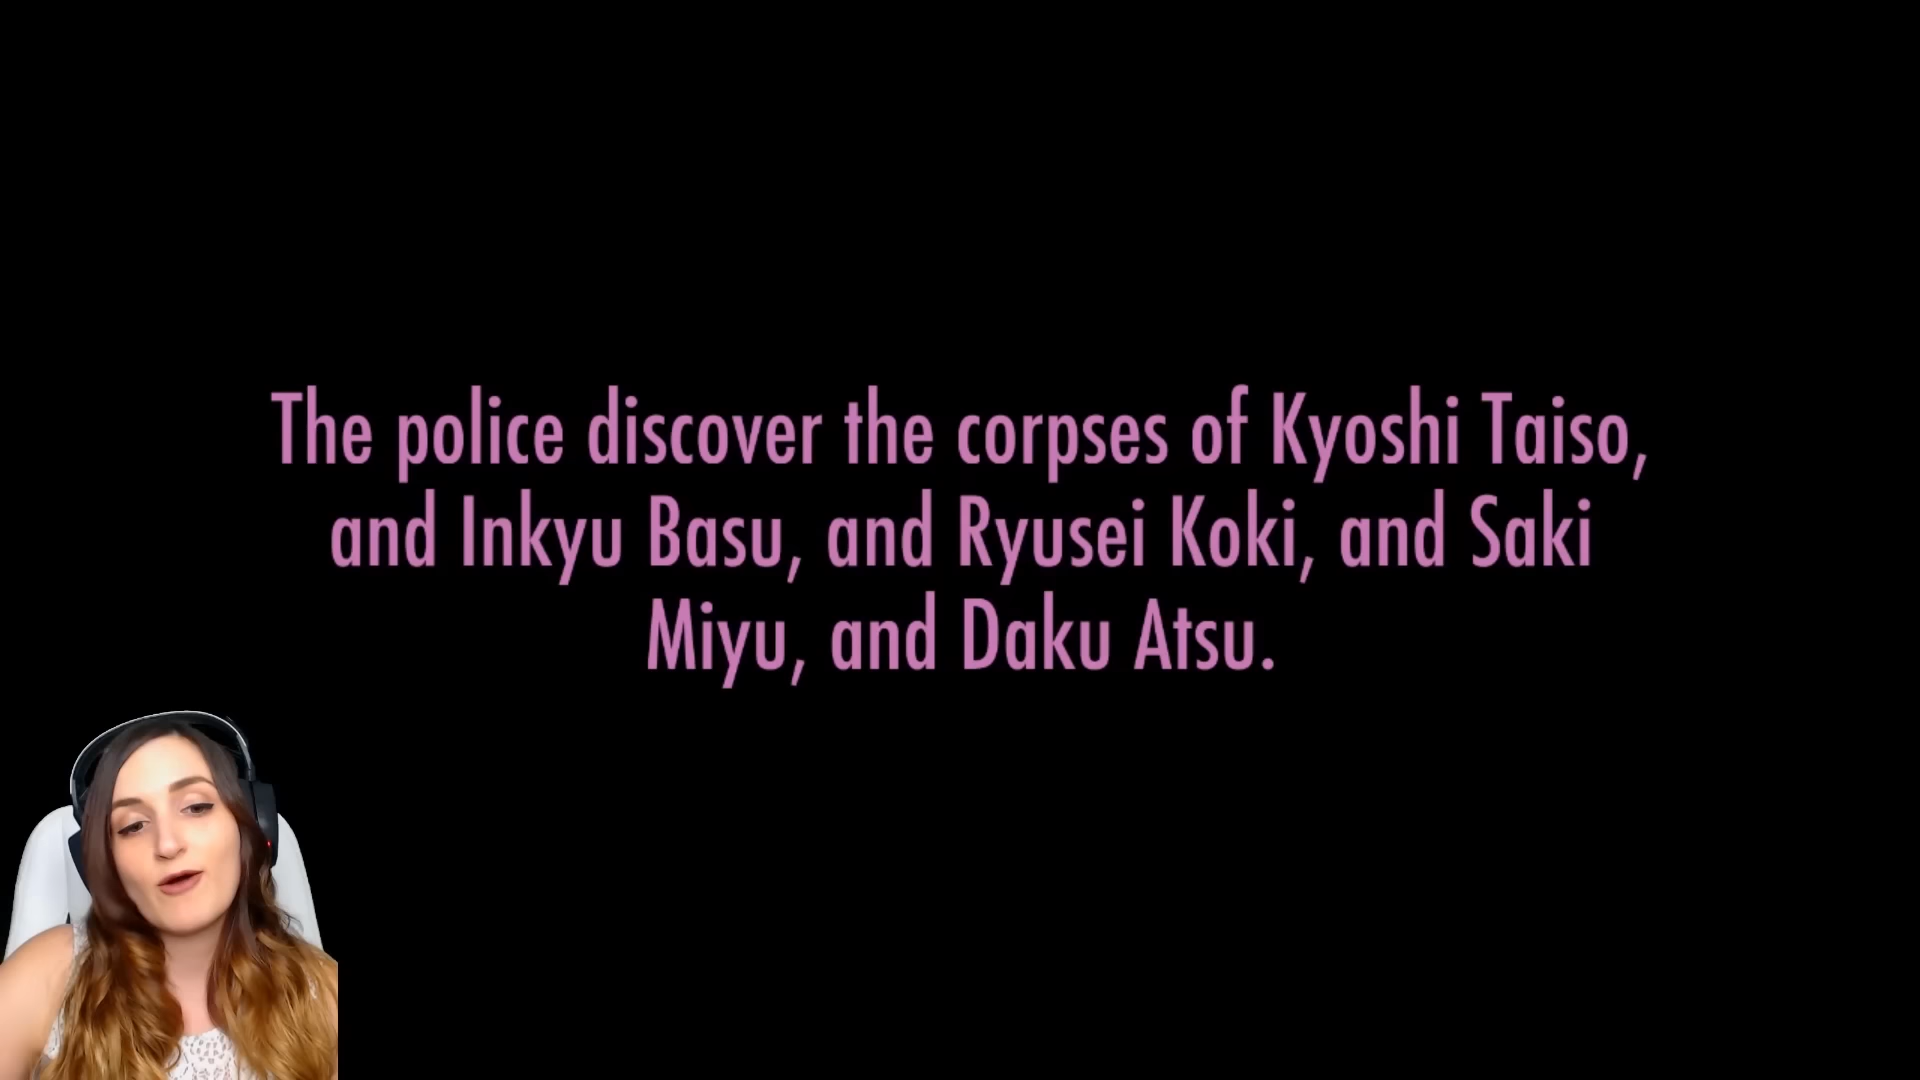 The police discover the corpses of Kyoshi Taiso,
and Inkyu Basu, and Ryusei Koki, and Saki
Miyu, and Daku Atsu.